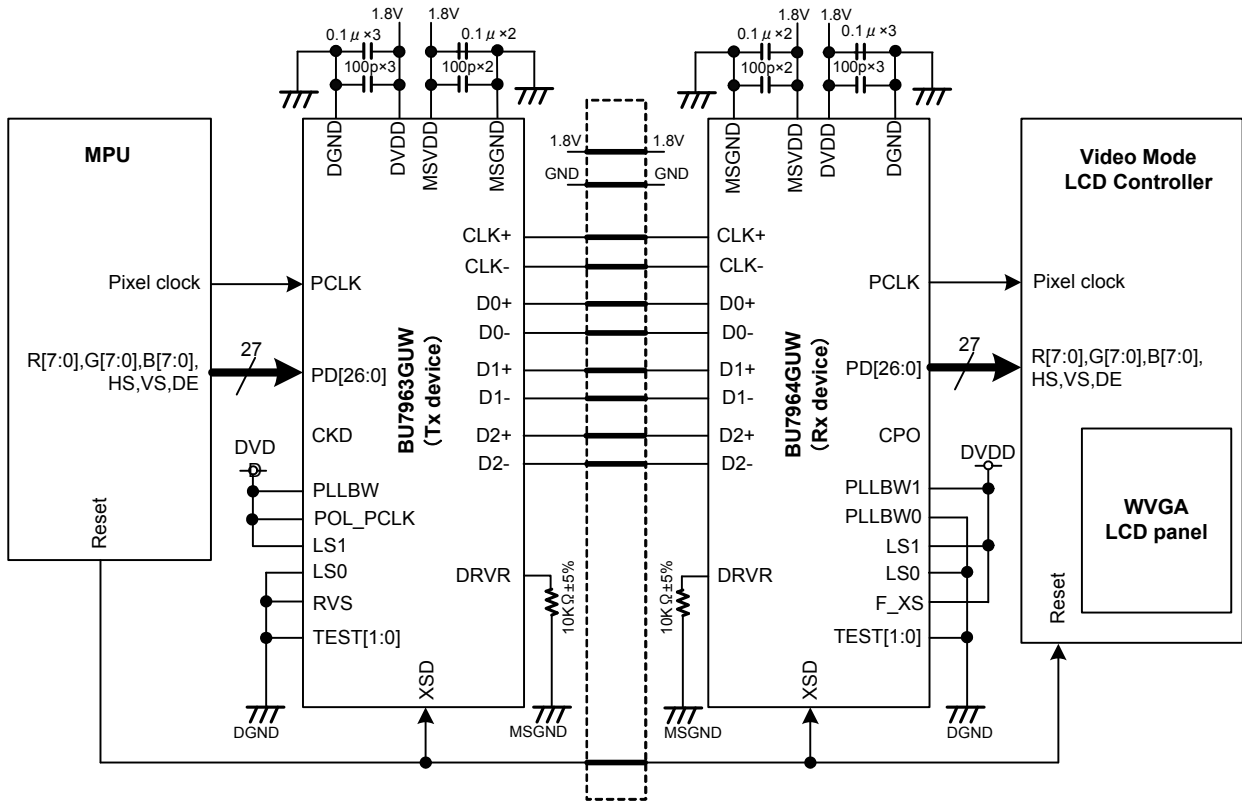 1.8V
1.8V
1.8V
1.8V
0.1μ×3
0.1μ×2
0.1μ×2
0.1μ×3
100p×3
100p×2
100p×2
100p×3
MPU
Pixel clock
R[7:0],G[7:0],B[7:0],
HS,VS,DE
27
Reset
DGND
DVDD
MSVDD
MSGND
BU7963GUW
(Tx device)
PCLK
PD[26:0]
CKD
DVD
D
PLLBW
POL_PCLK
LS1
LS0
RVS
TEST[1:0]
DGND
XSD
CLK+
CLK-
D0+
D0-
D1+
D1-
D2+
D2-
DRVR
10KΩ±5%
MSGND
1.8V
1.8V
GND
GND
MSGND
MSVDD
DVDD
DGND
BU7964GUW
(Rx device)
CLK+
CLK-
D0+
D0-
D1+
D1-
D2+
D2-
DRVR
10KΩ±5%
MSGND
XSD
PCLK
PD[26:0]
27
CPO
DVDD
PLLBW1
PLLBW0
LS1
LS0
F_XS
TEST[1:0]
DGND
Video Mode
LCD Controller
Pixel clock
R[7:0],G[7:0],B[7:0],
HS,VS,DE
WVGA
LCD panel
Reset